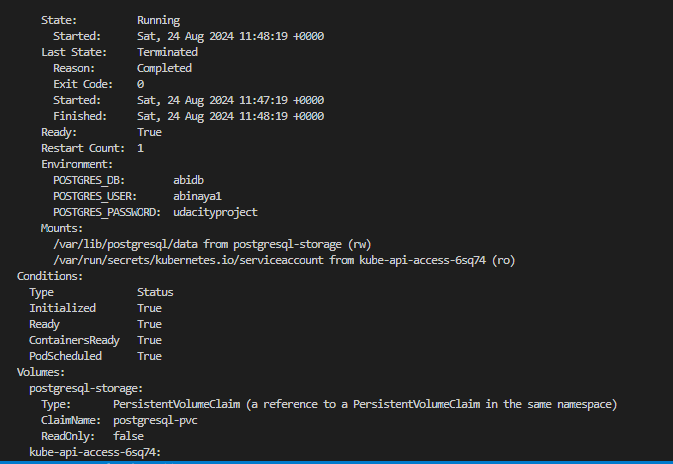 State:          Running
Started:      Sat, 24 Aug 2024 11:48:19 +0000
Last State:     Terminated
Reason:       Completed
Exit Code:    0
Started:      Sat, 24 Aug 2024 11:47:19 +0000
Finished:     Sat, 24 Aug 2024 11:48:19 +0000
Ready:          True
Restart Count:  1
Environment:
POSTGRES_DB:        abidb
POSTGRES_USER:      abinaya1
POSTGRES_PASSWORD:  udacityproject
Mounts:
/var/lib/postgresql/data from postgresql-storage (rw)
/var/run/secrets/kubernetes.io/serviceaccount from kube-api-access-6sq74 (ro)
Conditions:
Type              Status
Initialized       True
Ready             True
ContainersReady   True
PodScheduled      True
Volumes:
postgresql-storage:
Type:       PersistentVolumeClaim (a reference to a PersistentVolumeClaim in the same namespace)
ClaimName:  postgresql-pvc
ReadOnly:   false
kube-api-access-6sq74: